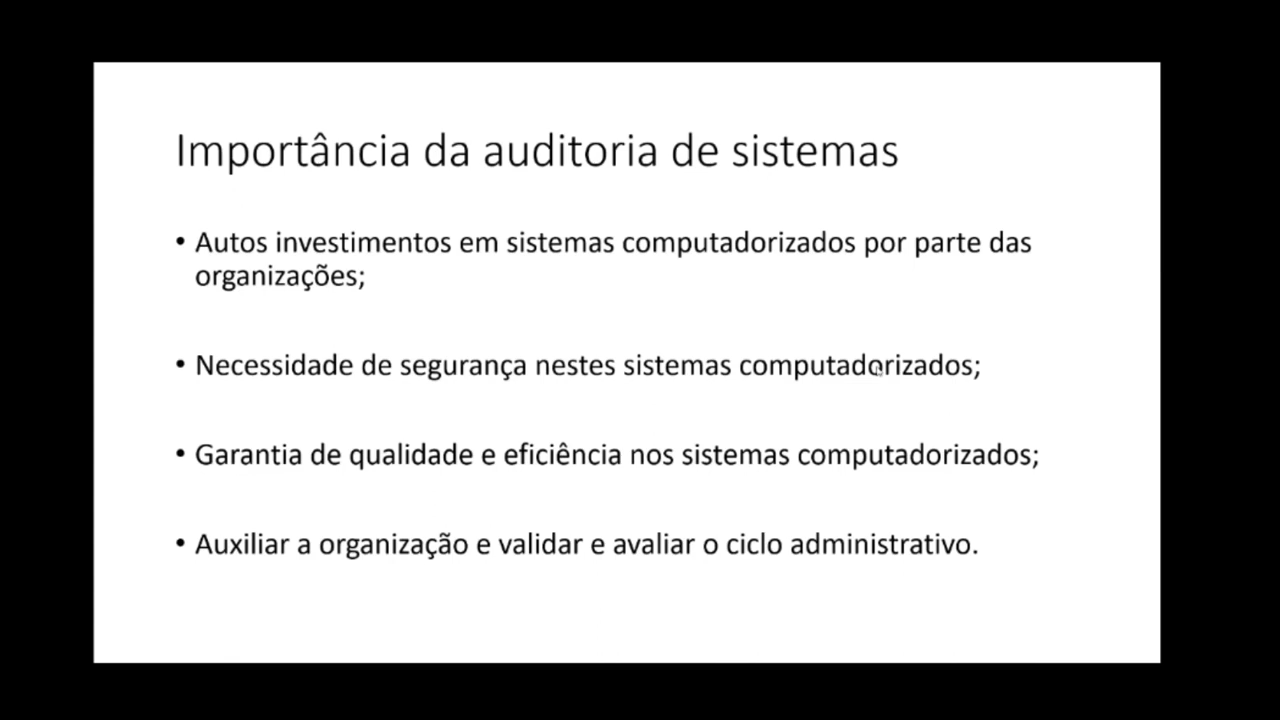 Importância da auditoria de sistemas
• Autos investimentos em sistemas computadorizados por parte das
organizações;
• Necessidade de segurança nestes sistemas computadorizados;
• Garantia de qualidade e eficiência nos sistemas computadorizados;
• Auxiliar a organização e validar e avaliar o ciclo administrativo.